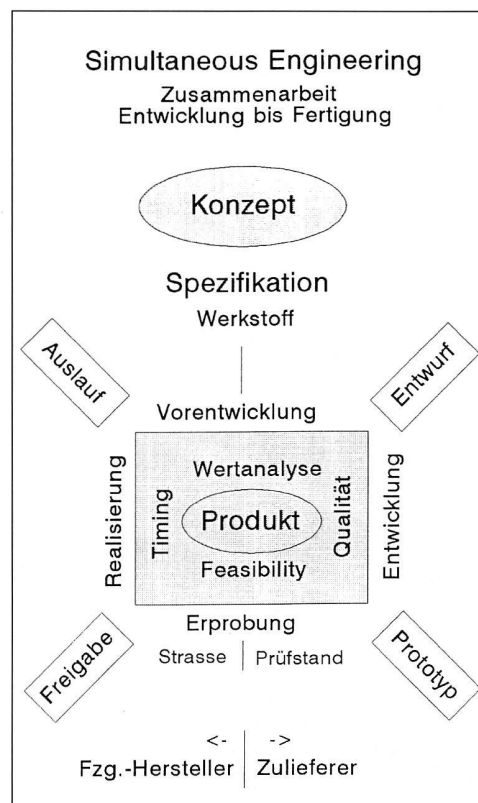 Simultaneous Engineering
Zusammenarbeit
Entwicklung bis Fertigung
Konzept
Spezifikation
Werkstoff
Auslauf
Entwurf
Vorentwicklung
Realisierung
Timing
Wertanalyse
Produkt
Feasibility
Qualität
Entwicklung
Erprobung
Strasse
Prüfstand
Freigabe
Prototyp
<- ->
Fzg.-Hersteller
Zulieferer